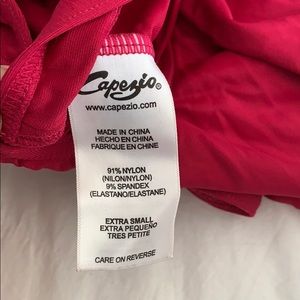 Capezio®
www.capezio.com
MADE IN CHINA
HECHO EN CHINA
FABRIQUE EN CHINE
91% NYLON
(NILON/NYLON)
9% SPANDEX
(ELASTANO/ELASTANE)
EXTRA SMALL
EXTRA PEQUEÑO
TRES PETITE
CARE ON REVERSE